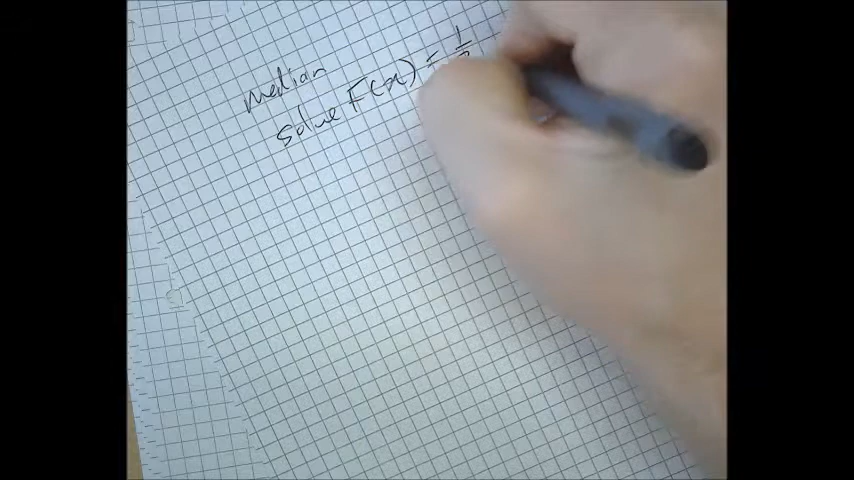 median
solve F(x) = 1/2